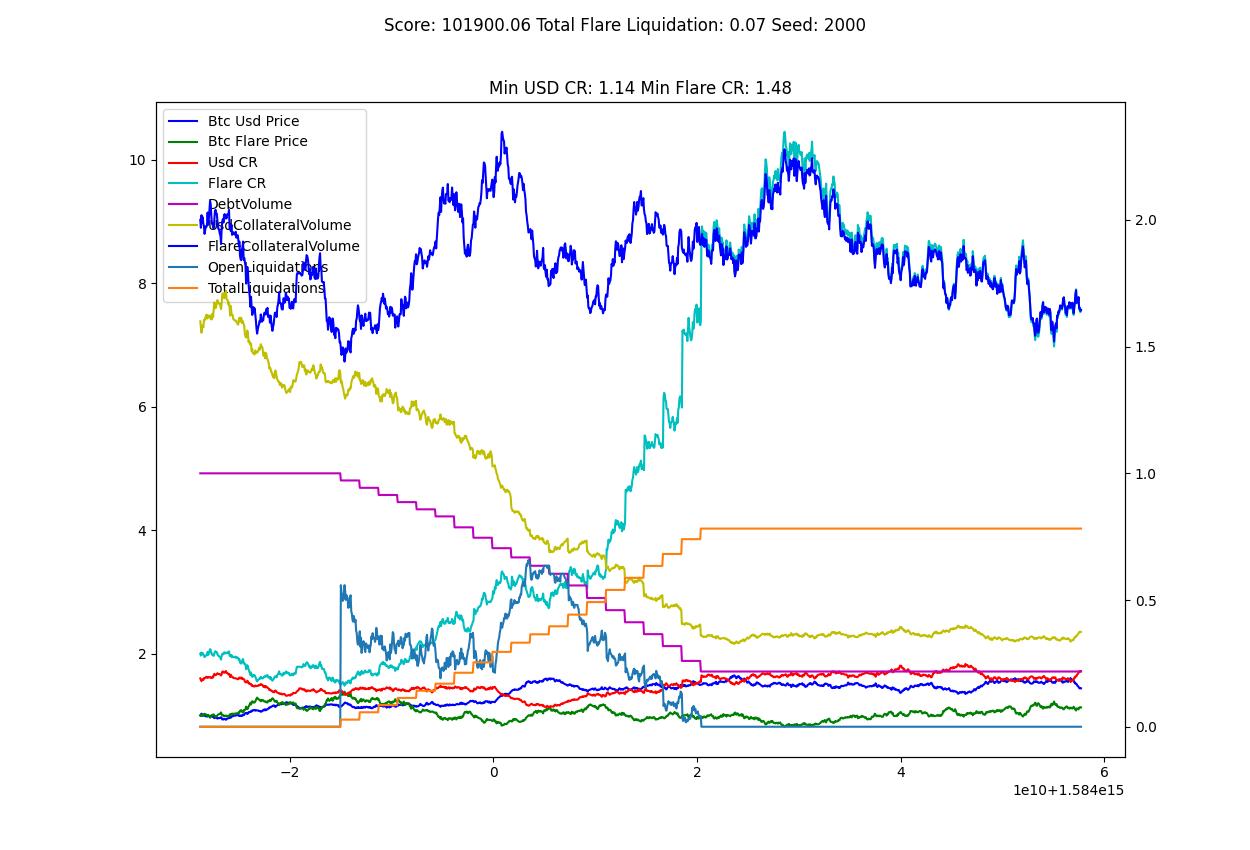 Score: 101900.06 Total Flare Liquidation: 0.07 Seed: 2000
Min USD CR: 1.14 Min Flare CR: 1.48
Btc Usd Price
Btc Flare Price
Usd CR
Flare CR
DebtVolume
UsdCollateralVolume
FlareCollateralVolume
OpenLiquidations
TotalLiquidations
10
8
6
4
2
2.0
1.5
1.0
0.5
0.0
−2
0
2
4
6
1e10+1.584e15